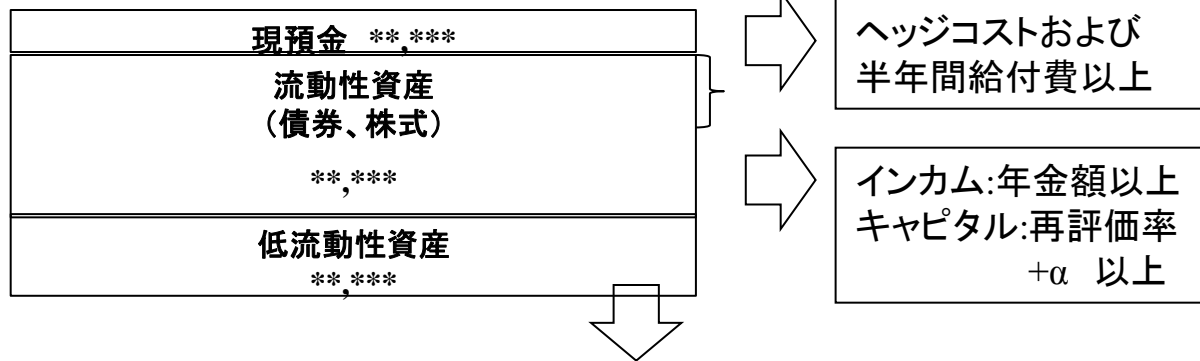 現預金 **,***
流動性資産
（債券、株式）
**,***
低流動性資産
**,***
ヘッジコストおよび
半年間給付費以上
インカム:年金額以上
キャピタル:再評価率
+α 以上